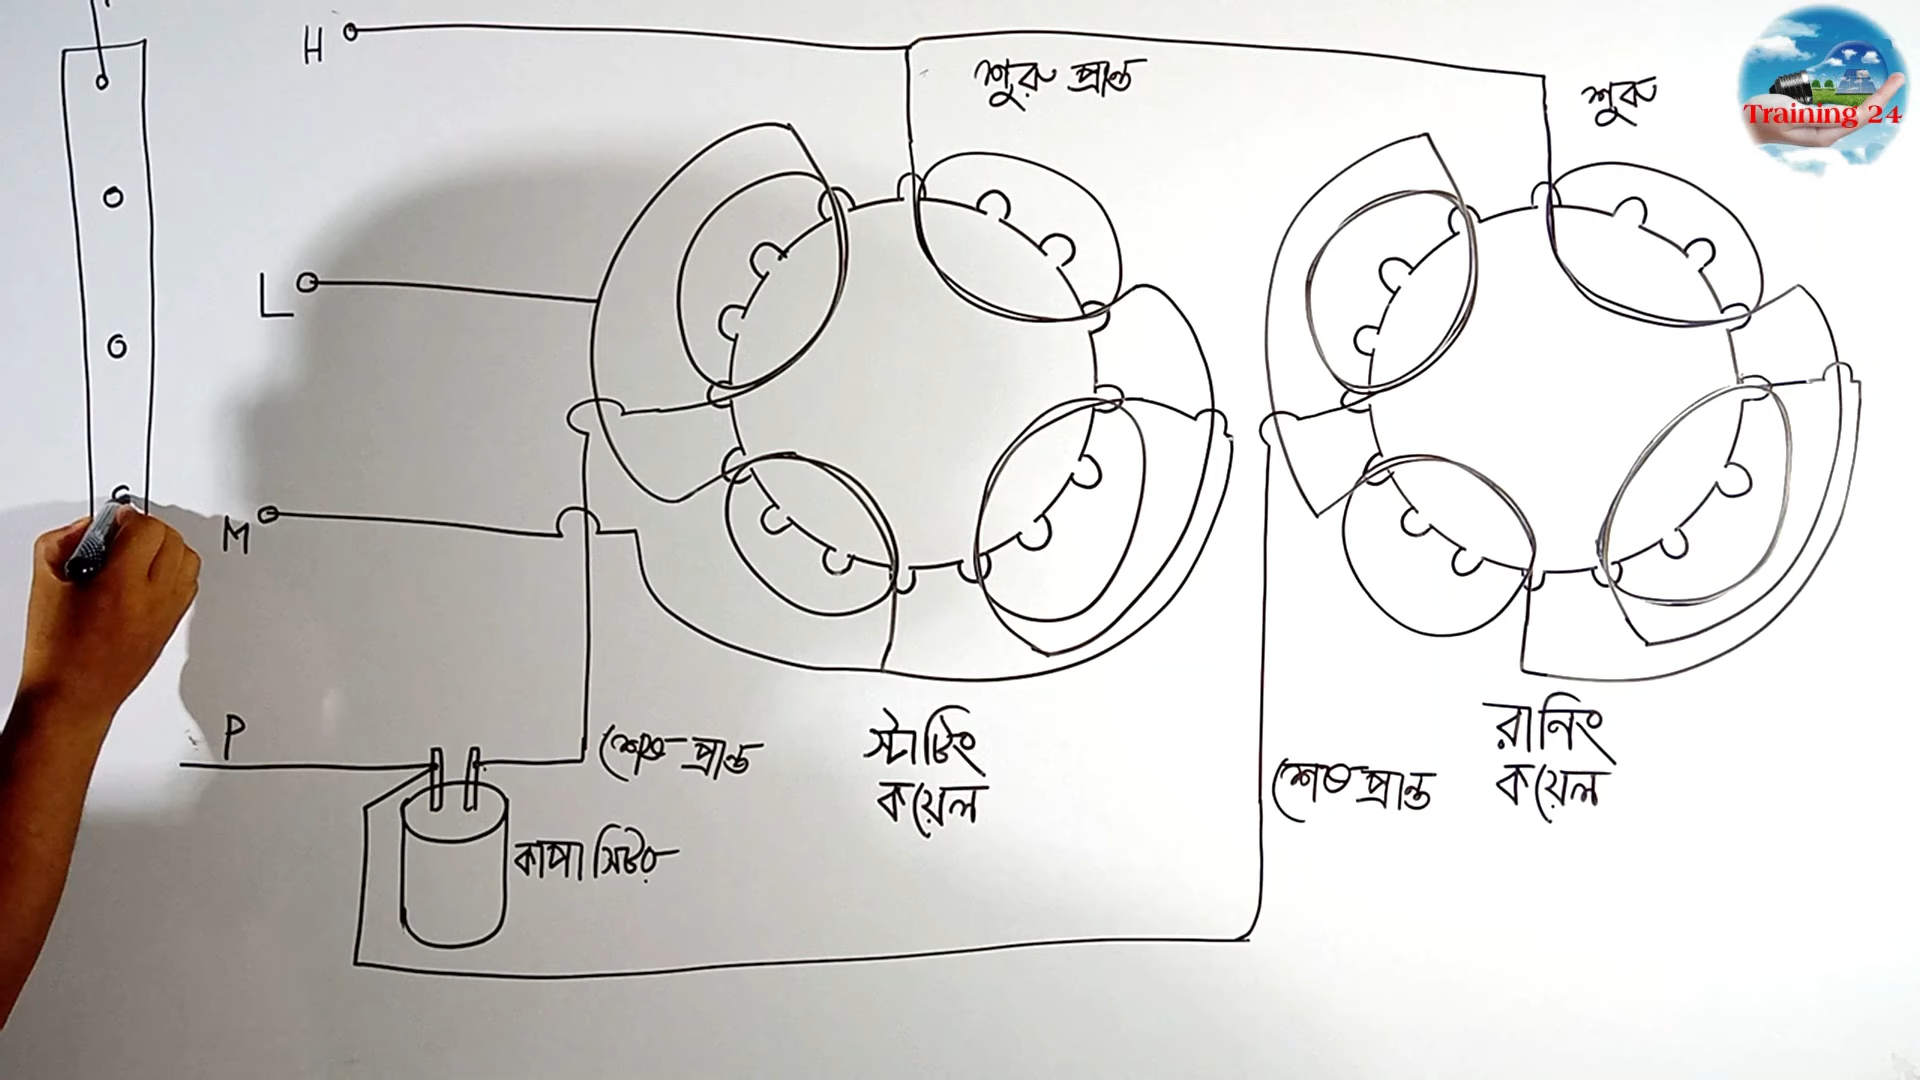 H
শুরু প্রান্ত
শুরু
Training 24
L
M
P
শেষ প্রান্ত
স্টার্টিং
কয়েল
রানিং
কয়েল
শেষ প্রান্ত
কাপাসিটর